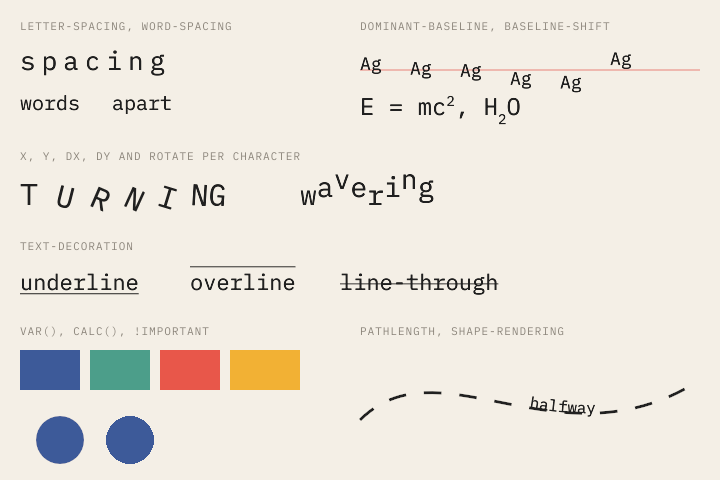 LETTER-SPACING, WORD-SPACING
spacing
words apart
DOMINANT-BASELINE, BASELINE-SHIFT
Ag Ag Ag Ag Ag Ag
E = mc², H₂O
X, Y, DX, DY AND ROTATE PER CHARACTER
TURNING wavering
TEXT-DECORATION
underline overline line-through
VAR(), CALC(), !IMPORTANT
PATHLENGTH, SHAPE-RENDERING
halfway